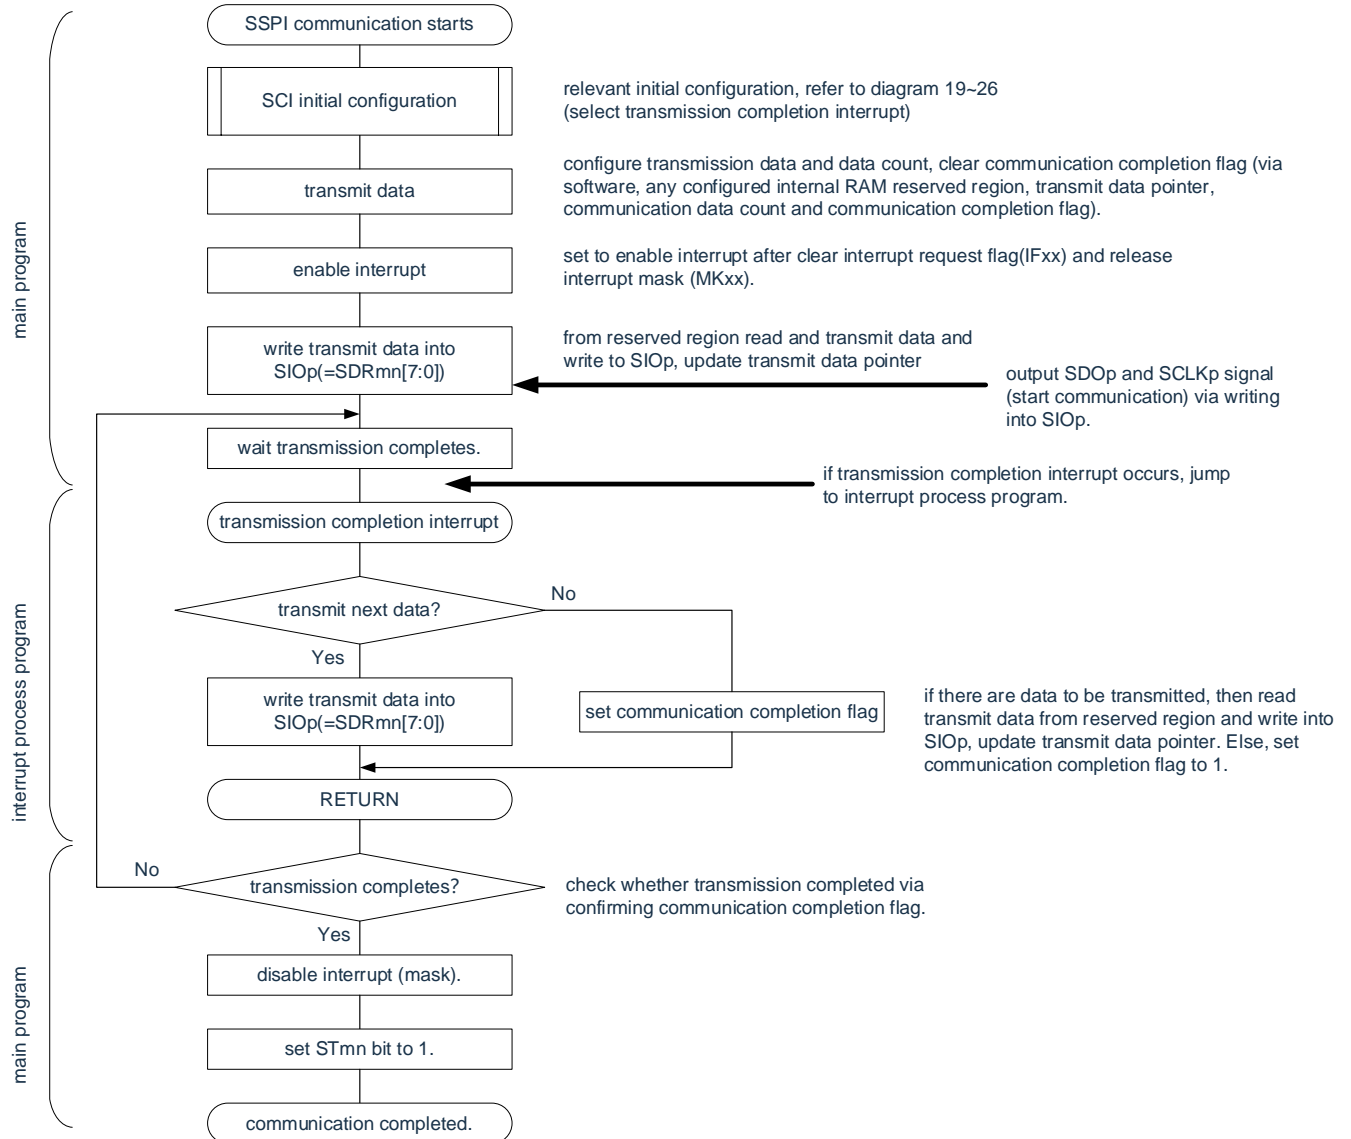 SSPI communication starts
SCI initial configuration
relevant initial configuration, refer to diagram 19~26
(select transmission completion interrupt)
transmit data
configure transmission data and data count, clear communication completion flag (via
software, any configured internal RAM reserved region, transmit data pointer,
communication data count and communication completion flag).
enable interrupt
set to enable interrupt after clear interrupt request flag(IFxx) and release
interrupt mask (MKxx).
main program
write transmit data into
SIOp(=SDRmn[7:0])
from reserved region read and transmit data and
write to SIOp, update transmit data pointer
output SDOp and SCLKp signal
(start communication) via writing
into SIOp.
wait transmission completes.
if transmission completion interrupt occurs, jump
to interrupt process program.
transmission completion interrupt
transmit next data?
No
Yes
interrupt process program
write transmit data into
SIOp(=SDRmn[7:0])
set communication completion flag
if there are data to be transmitted, then read
transmit data from reserved region and write into
SIOp, update transmit data pointer. Else, set
communication completion flag to 1.
RETURN
No
transmission completes?
check whether transmission completed via
confirming communication completion flag.
Yes
main program
disable interrupt (mask).
set STmn bit to 1.
communication completed.